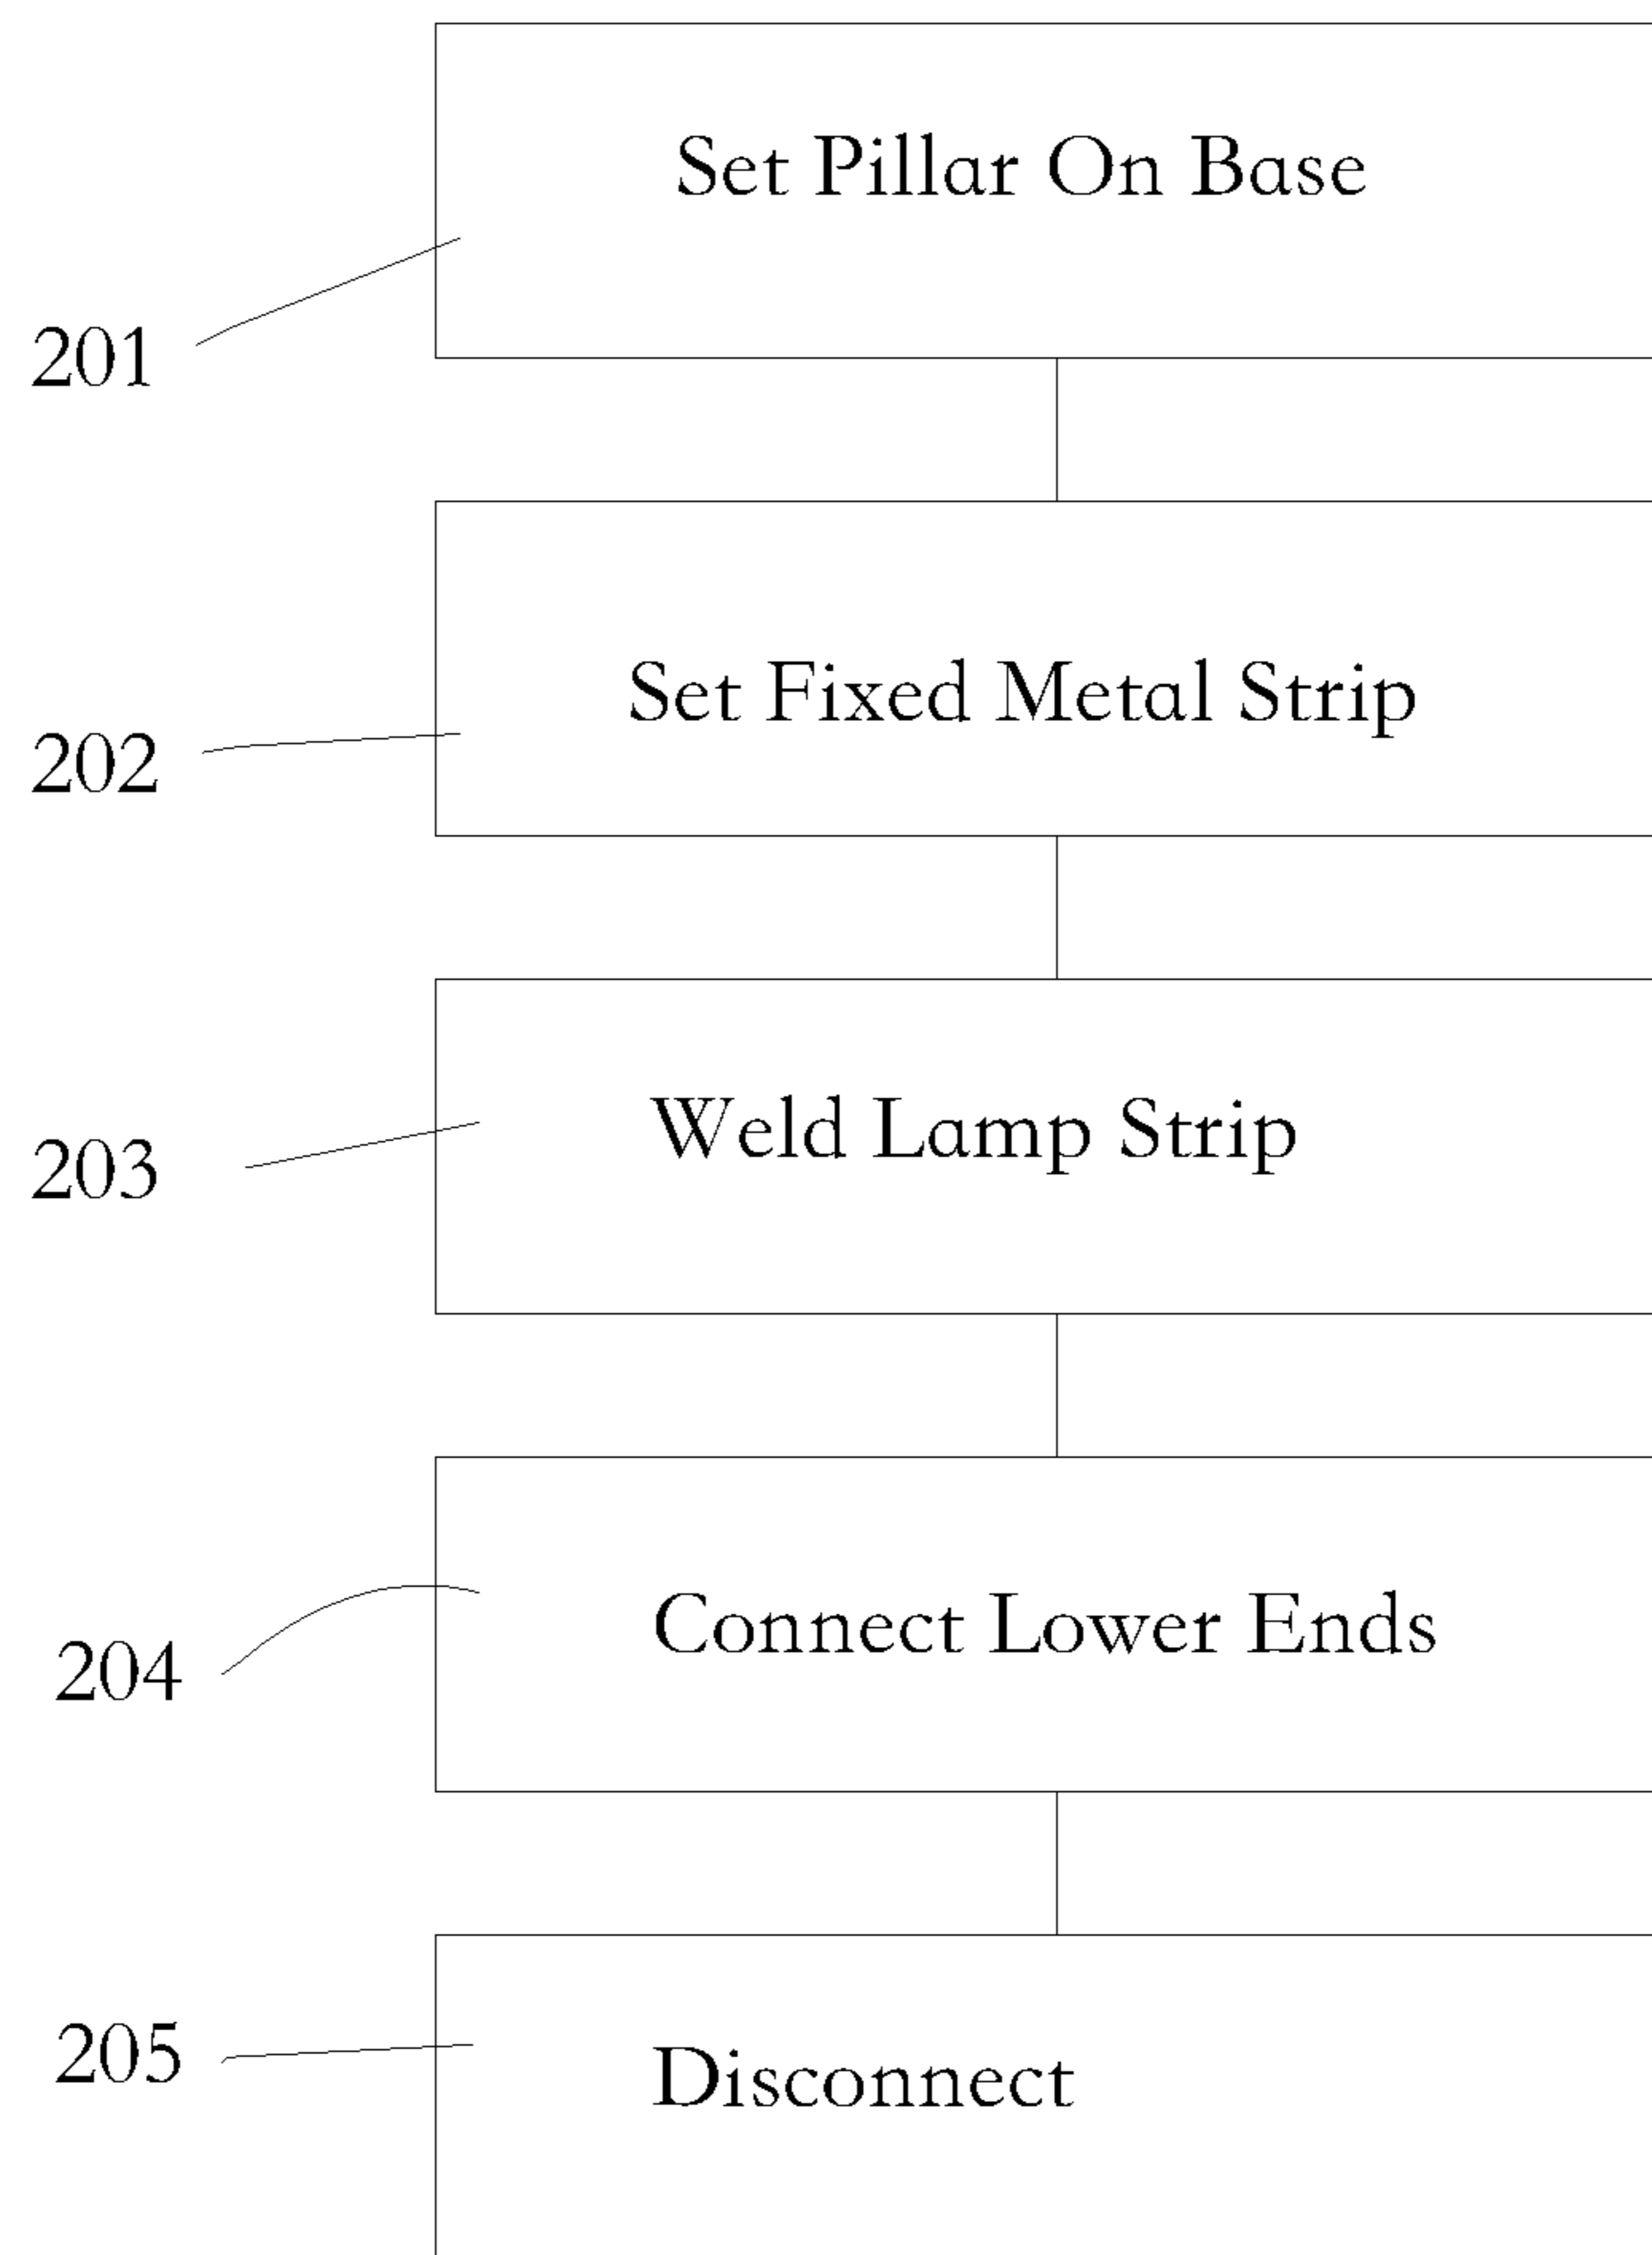 Set Pillar On Base
201
Set Fixed Metal Strip
202
Weld Lamp Strip
203
Connect Lower Ends
204
205
Disconnect